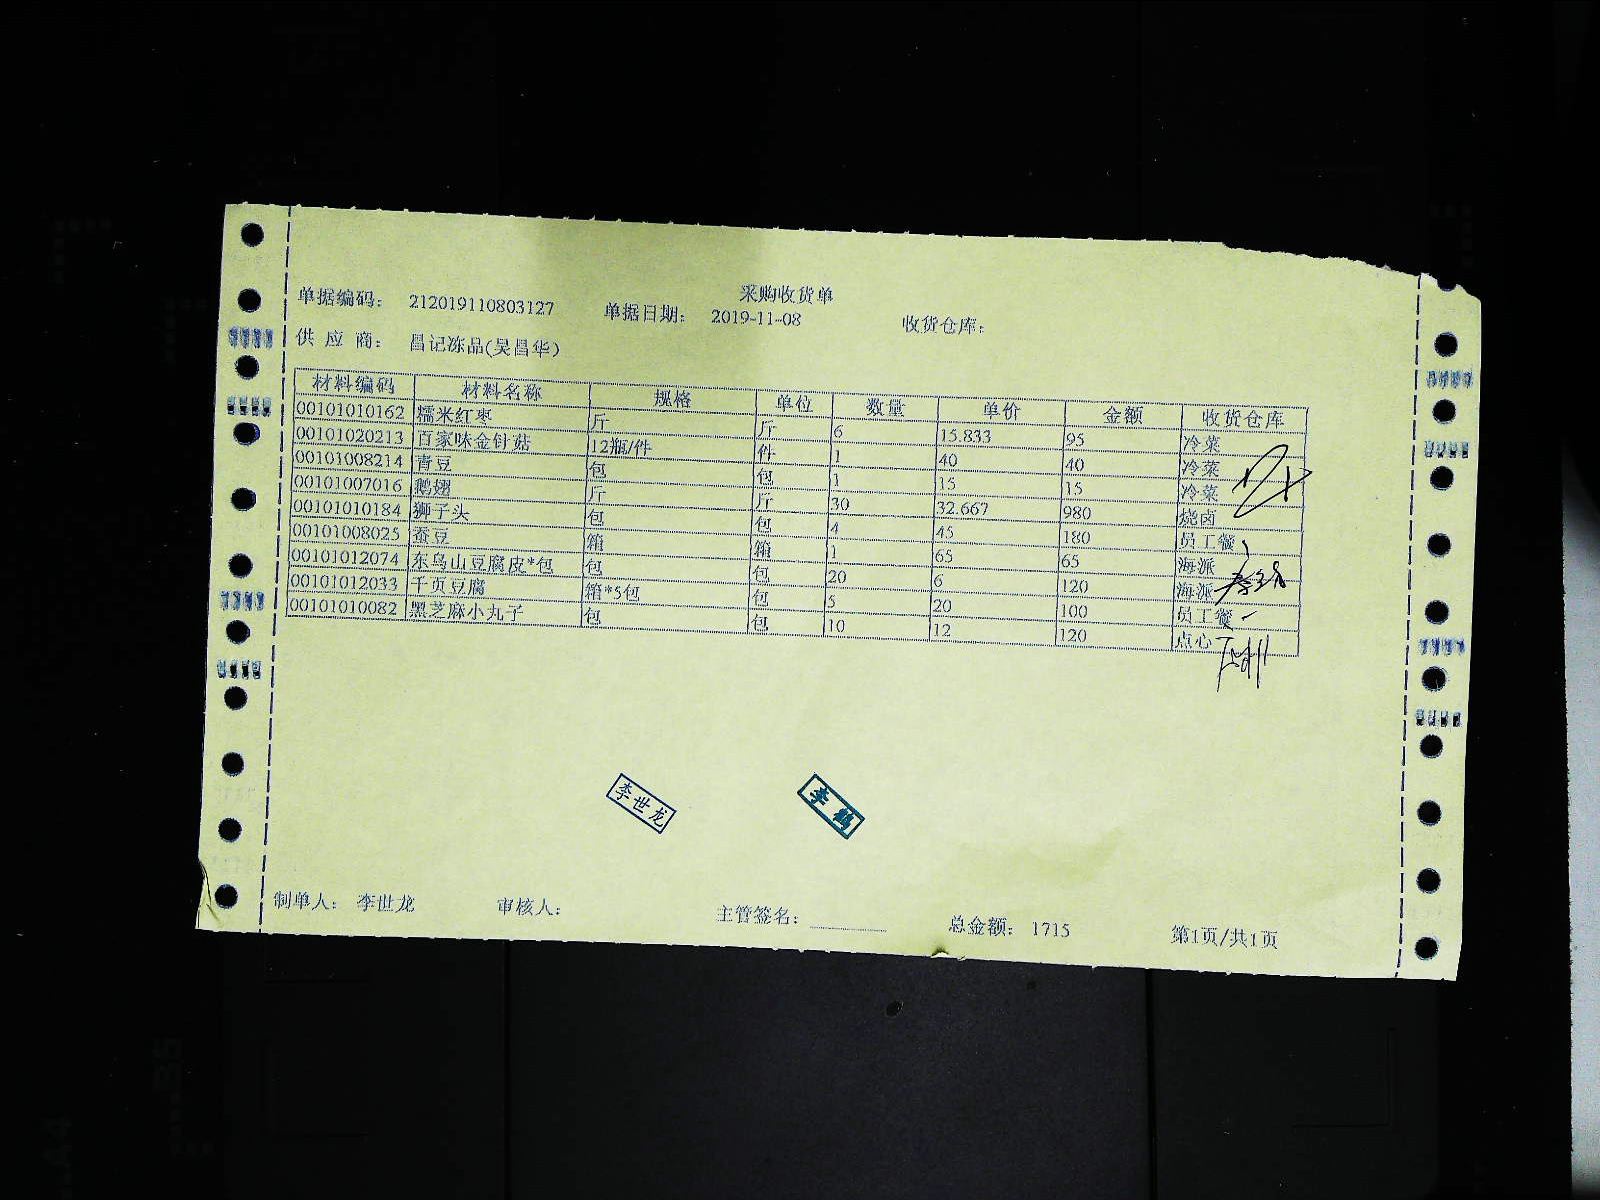 采购收货单
单据编码： 212019110803127 单据日期： 2019-11-08 收货仓库：
供 应 商： 昌记冻品(吴昌华)
材料编码 材料名称 规格 单位 数量 单价 金额 收货仓库
00101010162 糯米红枣 斤 斤 6 15.833 95 冷菜
00101020213 百家味金针菇 12瓶/件 件 1 40 40 冷菜
00101008214 青豆 包 包 1 15 15 冷菜
00101007016 鹅翅 斤 斤 30 32.667 980 烧卤
00101010184 狮子头 包 包 4 45 180 员工餐
00101008025 蚕豆 箱 箱 1 65 65 海派
00101012074 东乌山豆腐皮*包 包 包 20 6 120 海派
00101012033 千页豆腐 箱*5包 包 5 20 100 员工餐
00101010082 黑芝麻小丸子 包 包 10 12 120 点心
李世龙 李鹤
制单人： 李世龙 审核人： 主管签名： 总金额： 1715 第1页/共1页